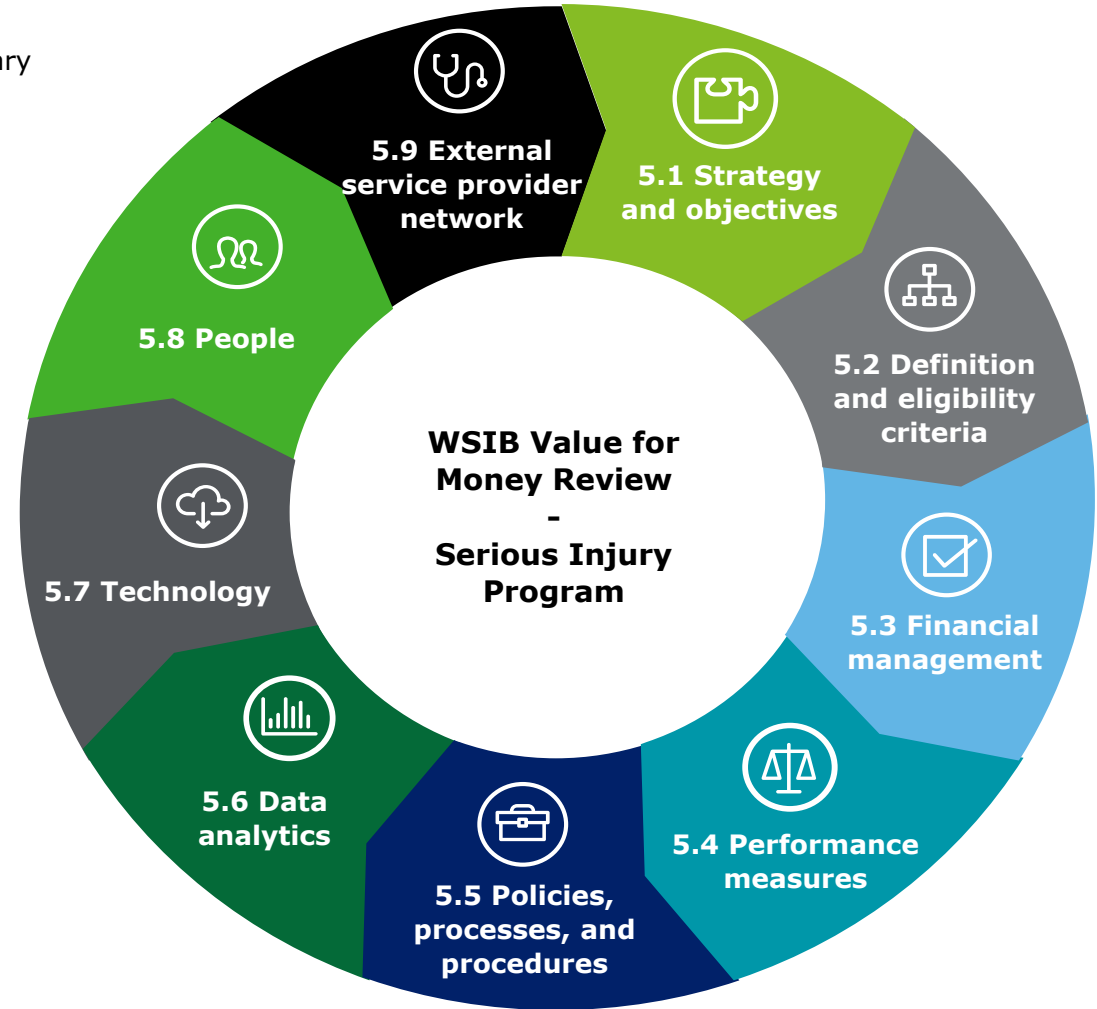 ary
5.9 External
service provider
network
5.1 Strategy
and objectives
5.2 Definition
and eligibility
criteria
5.3 Financial
management
5.4 Performance
measures
5.5 Policies,
processes, and
procedures
5.6 Data
analytics
5.7 Technology
5.8 People
WSIB Value for
Money Review
-
Serious Injury
Program